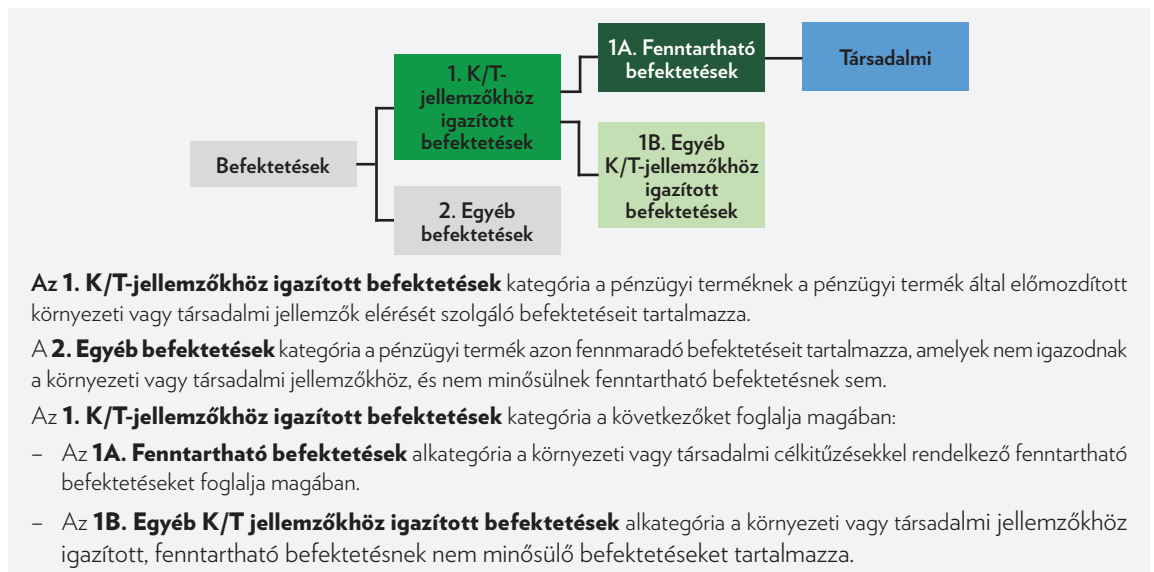 1A. Fenntartható
befektetések
Társadalmi
1. K/T-
jellemzőkhöz
igazított
befektetések
1B. Egyéb
K/T-jellemzőkhöz
igazított
befektetések
Befektetések
2. Egyéb
befektetések
Az 1. K/T-jellemzőkhöz igazított befektetések kategória a pénzügyi terméknek a pénzügyi termék által előmozdított
környezeti vagy társadalmi jellemzők elérését szolgáló befektetéseit tartalmazza.
A 2. Egyéb befektetések kategória a pénzügyi termék azon fennmaradó befektetéseit tartalmazza, amelyek nem igazodnak
a környezeti vagy társadalmi jellemzőkhöz, és nem minősülnek fenntartható befektetésnek sem.
Az 1. K/T-jellemzőkhöz igazított befektetések kategória a következőket foglalja magában:
– Az 1A. Fenntartható befektetések alkategória a környezeti vagy társadalmi célkitűzésekkel rendelkező fenntartható
befektetéseket foglalja magában.
– Az 1B. Egyéb K/T jellemzőkhöz igazított befektetések alkategória a környezeti vagy társadalmi jellemzőkhöz
igazított, fenntartható befektetésnek nem minősülő befektetéseket tartalmazza.